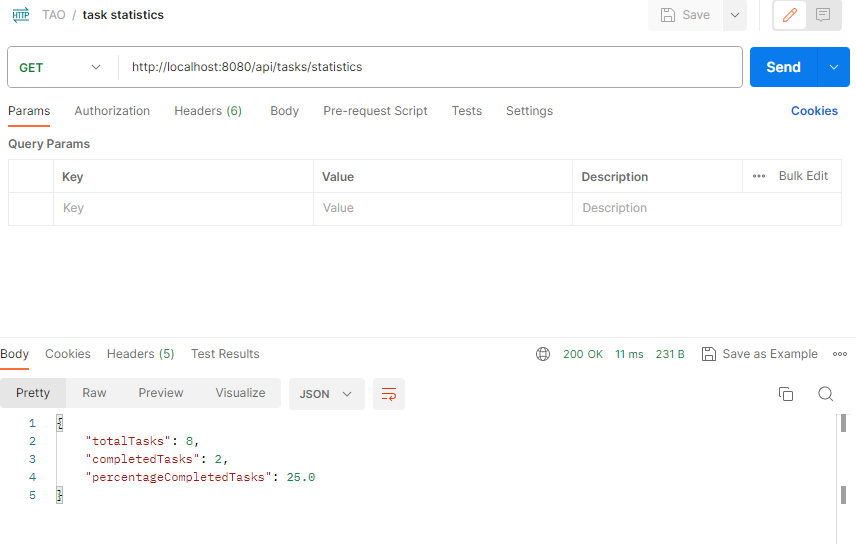 HTTP TAO / task statistics Save
GET http://localhost:8080/api/tasks/statistics Send
Params Authorization Headers (6) Body Pre-request Script Tests Settings Cookies
Query Params
Key Value Description Bulk Edit
Key Value Description
Body Cookies Headers (5) Test Results 200 OK 11 ms 231 B Save as Example
Pretty Raw Preview Visualize JSON
1 {
2 "totalTasks": 8,
3 "completedTasks": 2,
4 "percentageCompletedTasks": 25.0
5 }